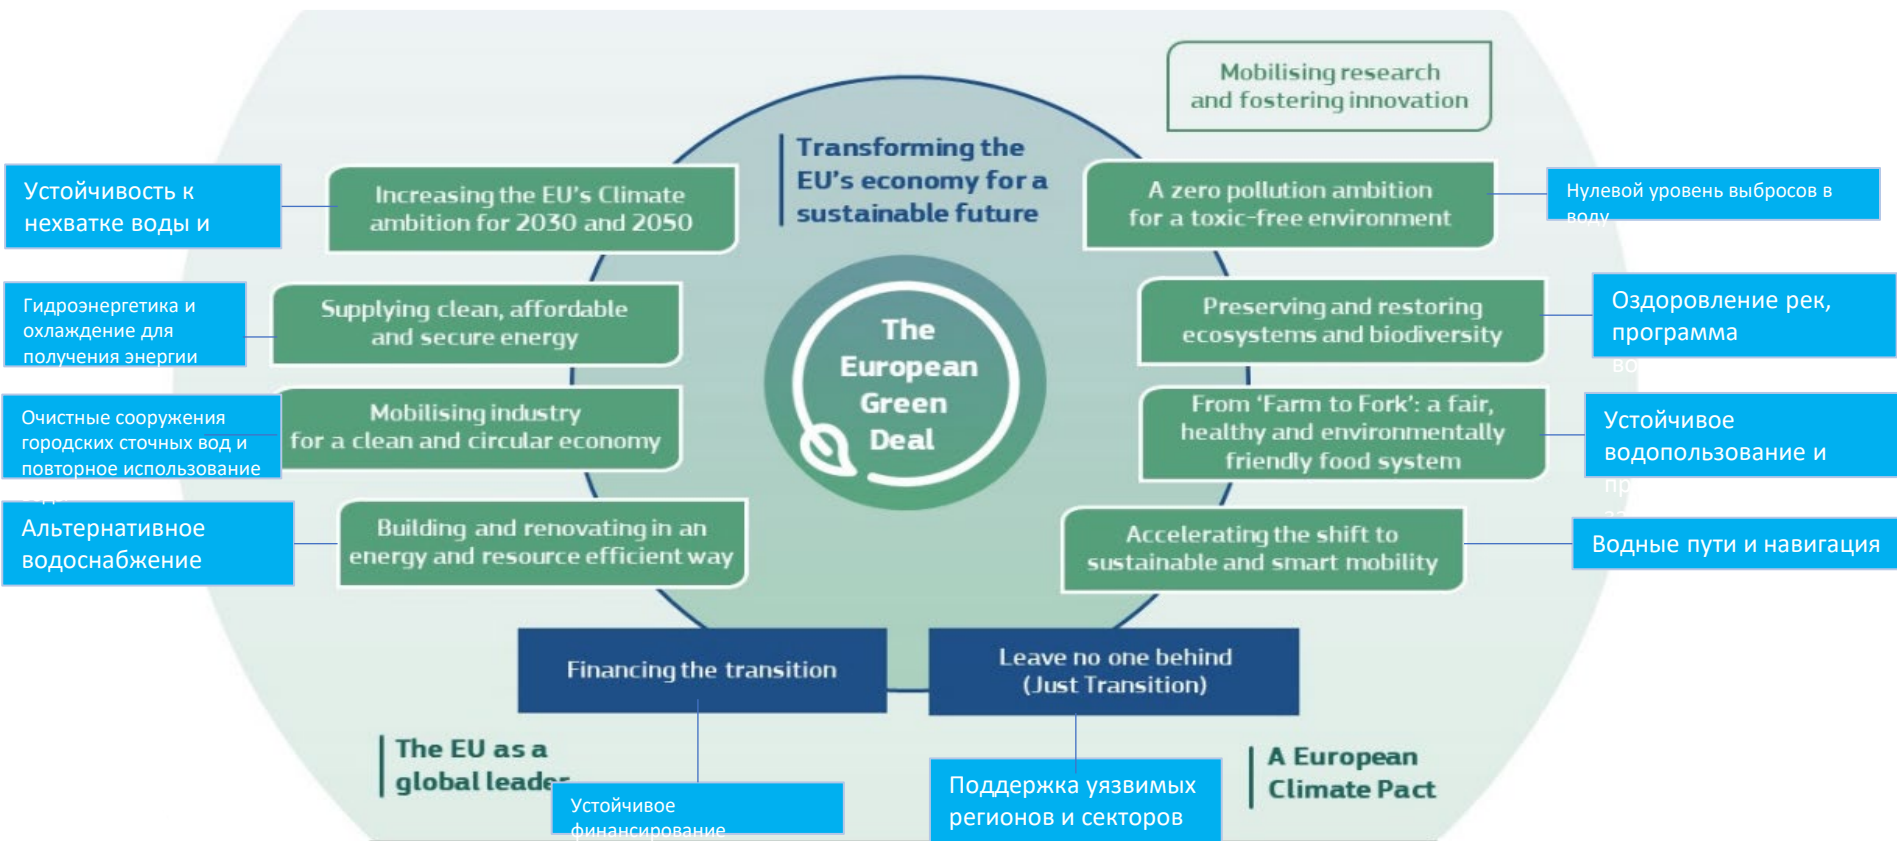 Mobilising research
and fostering innovation
Transforming the
EU's economy for a
sustainable future
Устойчивость к
нехватке воды и
Increasing the EU's Climate
ambition for 2030 and 2050
A zero pollution ambition
for a toxic-free environment
Нулевой уровень выбросов в
воду
Гидроэнергетика и
охлаждение для
получения энергии
Supplying clean, affordable
and secure energy
The
European
Green
Deal
Preserving and restoring
ecosystems and biodiversity
Оздоровление рек,
программа
Очистные сооружения
городских сточных вод и
повторное использование
Mobilising industry
for a clean and circular economy
From 'Farm to Fork': a fair,
healthy and environmentally
friendly food system
Устойчивое
водопользование и
Альтернативное
водоснабжение
Building and renovating in an
energy and resource efficient way
Accelerating the shift to
sustainable and smart mobility
Водные пути и навигация
Financing the transition
Leave no one behind
(Just Transition)
The EU as a
global leader
Устойчивое
финансирование
Поддержка уязвимых
регионов и секторов
A European
Climate Pact